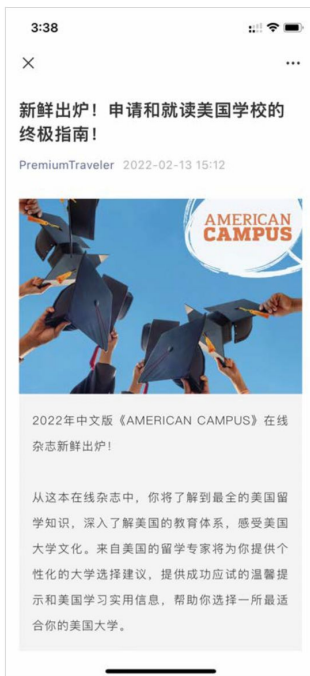 3:38
新鲜出炉！申请和就读美国学校的
终极指南！
PremiumTraveler 2022-02-13 15:12
AMERICAN
CAMPUS
2022年中文版《AMERICAN CAMPUS》在线
杂志新鲜出炉！
从这本在线杂志中，你将了解到最全的美国留
学知识，深入了解美国的教育体系，感受美国
大学文化。来自美国的留学专家将为你提供个
性化的大学选择建议，提供成功应试的温馨提
示和美国学习实用信息，帮助你选择一所最适
合你的美国大学。